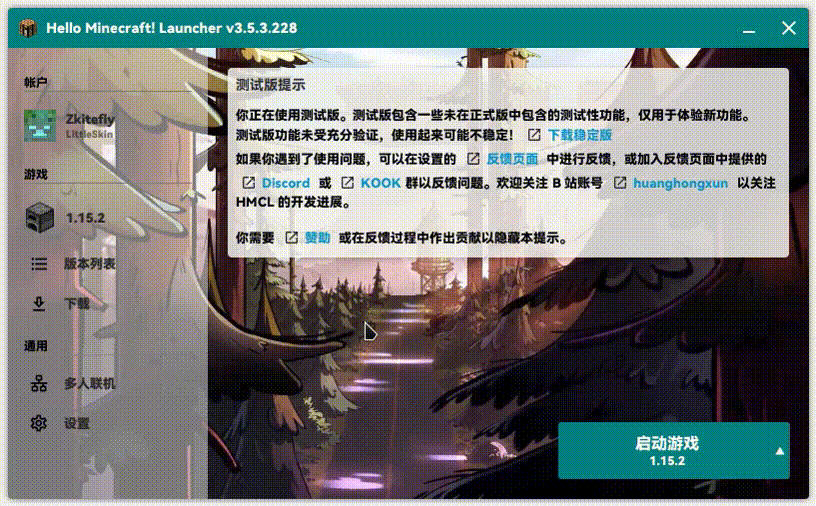 Hello Minecraft! Launcher v3.5.3.228
帐户
Zkitefly
LittleSkin
游戏
1.15.2
版本列表
下载
通用
多人联机
设置
测试版提示
你正在使用测试版。测试版包含一些未在正式版中包含的测试性功能，仅用于体验新功能。
测试版功能未受充分验证，使用起来可能不稳定！ 下载稳定版
如果你遇到了使用问题，可以在设置的 反馈页面 中进行反馈，或加入反馈页面中提供的
Discord 或 KOOK 群以反馈问题。欢迎关注 B 站账号 huanghongxun 以关注
HMCL 的开发进展。
你需要 赞助 或在反馈过程中作出贡献以隐藏本提示。
启动游戏
1.15.2